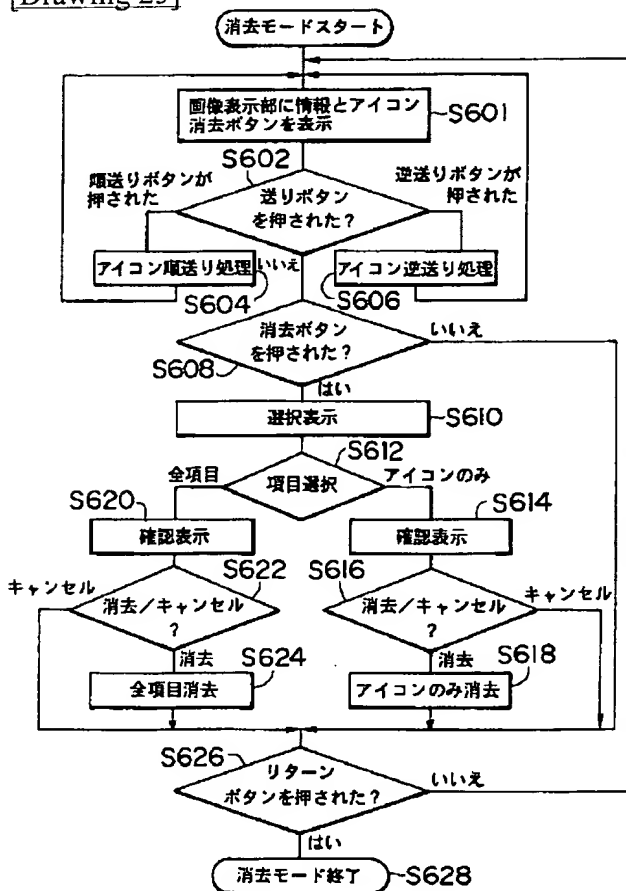 [Drawing 29]
消去モードスタート
画像表示部に情報とアイコン
消去ボタンを表示
S601
S602
順送りボタンが
押された
送りボタン
を押された?
逆送りボタンが
押された
アイコン順送り処理
いいえ
アイコン逆送り処理
S604
S606
消去ボタン
を押された?
いいえ
S608
はい
選択表示
S610
S612
全項目
項目選択
アイコンのみ
S620
S614
確認表示
確認表示
キャンセル
S622
S616
キャンセル
消去/キャンセル
?
消去/キャンセル
?
消去
S624
消去
S618
全項目消去
アイコンのみ消去
S626
リターン
ボタンを押された?
いいえ
はい
消去モード終了
S628